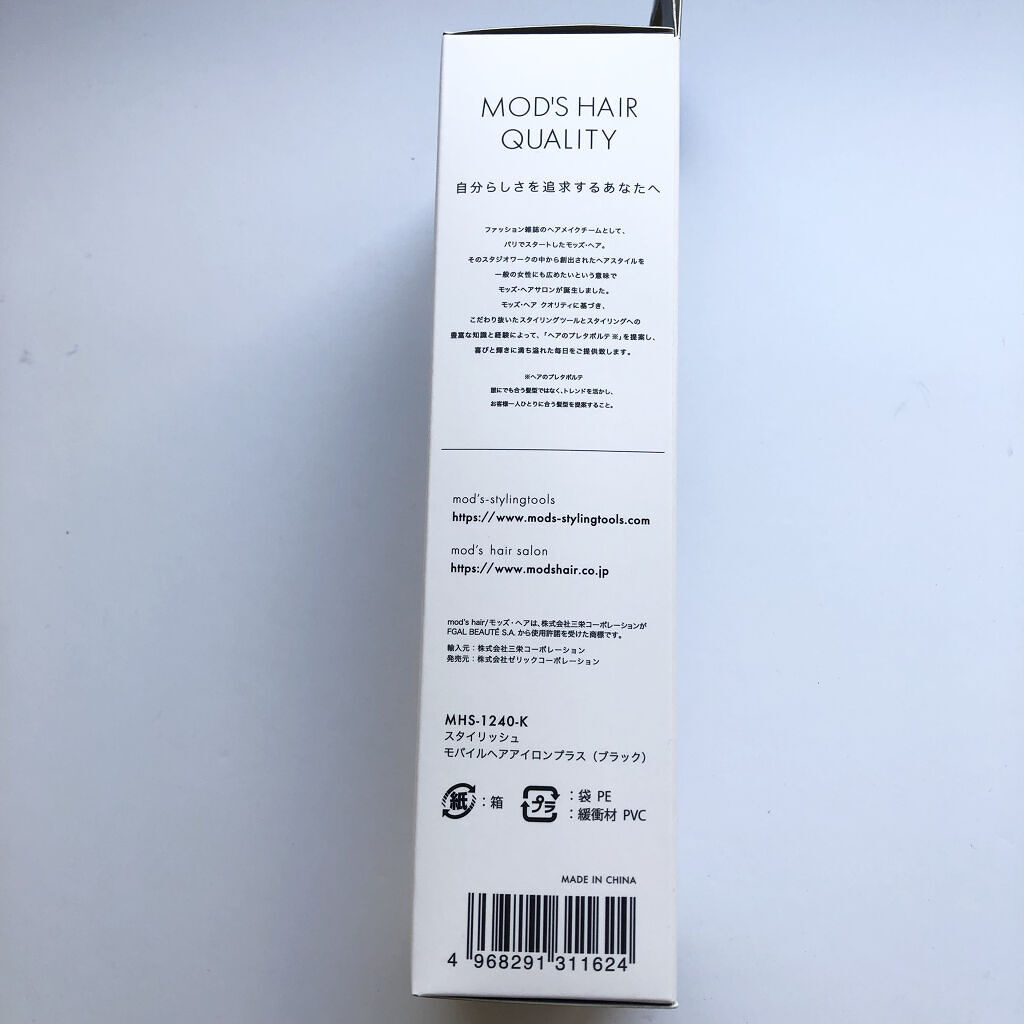 MOD'S HAIR
QUALITY
自分らしさを追求するあなたへ
ファッション雑誌のヘアメイクチームとして、
パリでスタートしたモッズ・ヘア。
そのスタジオワークの中から創出されたヘアスタイルを
一般の女性にも広めたいという意味で
モッズ・ヘアサロンが誕生しました。
モッズ・ヘア クオリティに基づき、
こだわり抜いたスタイリングツールとスタイリングへの
豊富な知識と経験によって、「ヘアのプレタポルテ※」を提案し、
喜びと輝きに満ち溢れた毎日をご提供致します。
※ヘアのプレタポルテ
誰にでも合う髪型ではなく、トレンドを活かし、
お客様一人ひとりに合う髪型を提案すること。
mod's-stylingtools
https://www.mods-stylingtools.com
mod's hair salon
https://www.modshair.co.jp
mod's hair/モッズ・ヘアは、株式会社三栄コーポレーションが
FGAL BEAUTÉ S.A. から使用許諾を受けた商標です。
輸入元：株式会社三栄コーポレーション
発売元：株式会社ゼリックコーポレーション
MHS-1240-K
スタイリッシュ
モバイルヘアアイロンプラス（ブラック）
紙：箱 プラ：袋 PE
：緩衝材 PVC
MADE IN CHINA
4 968291 311624